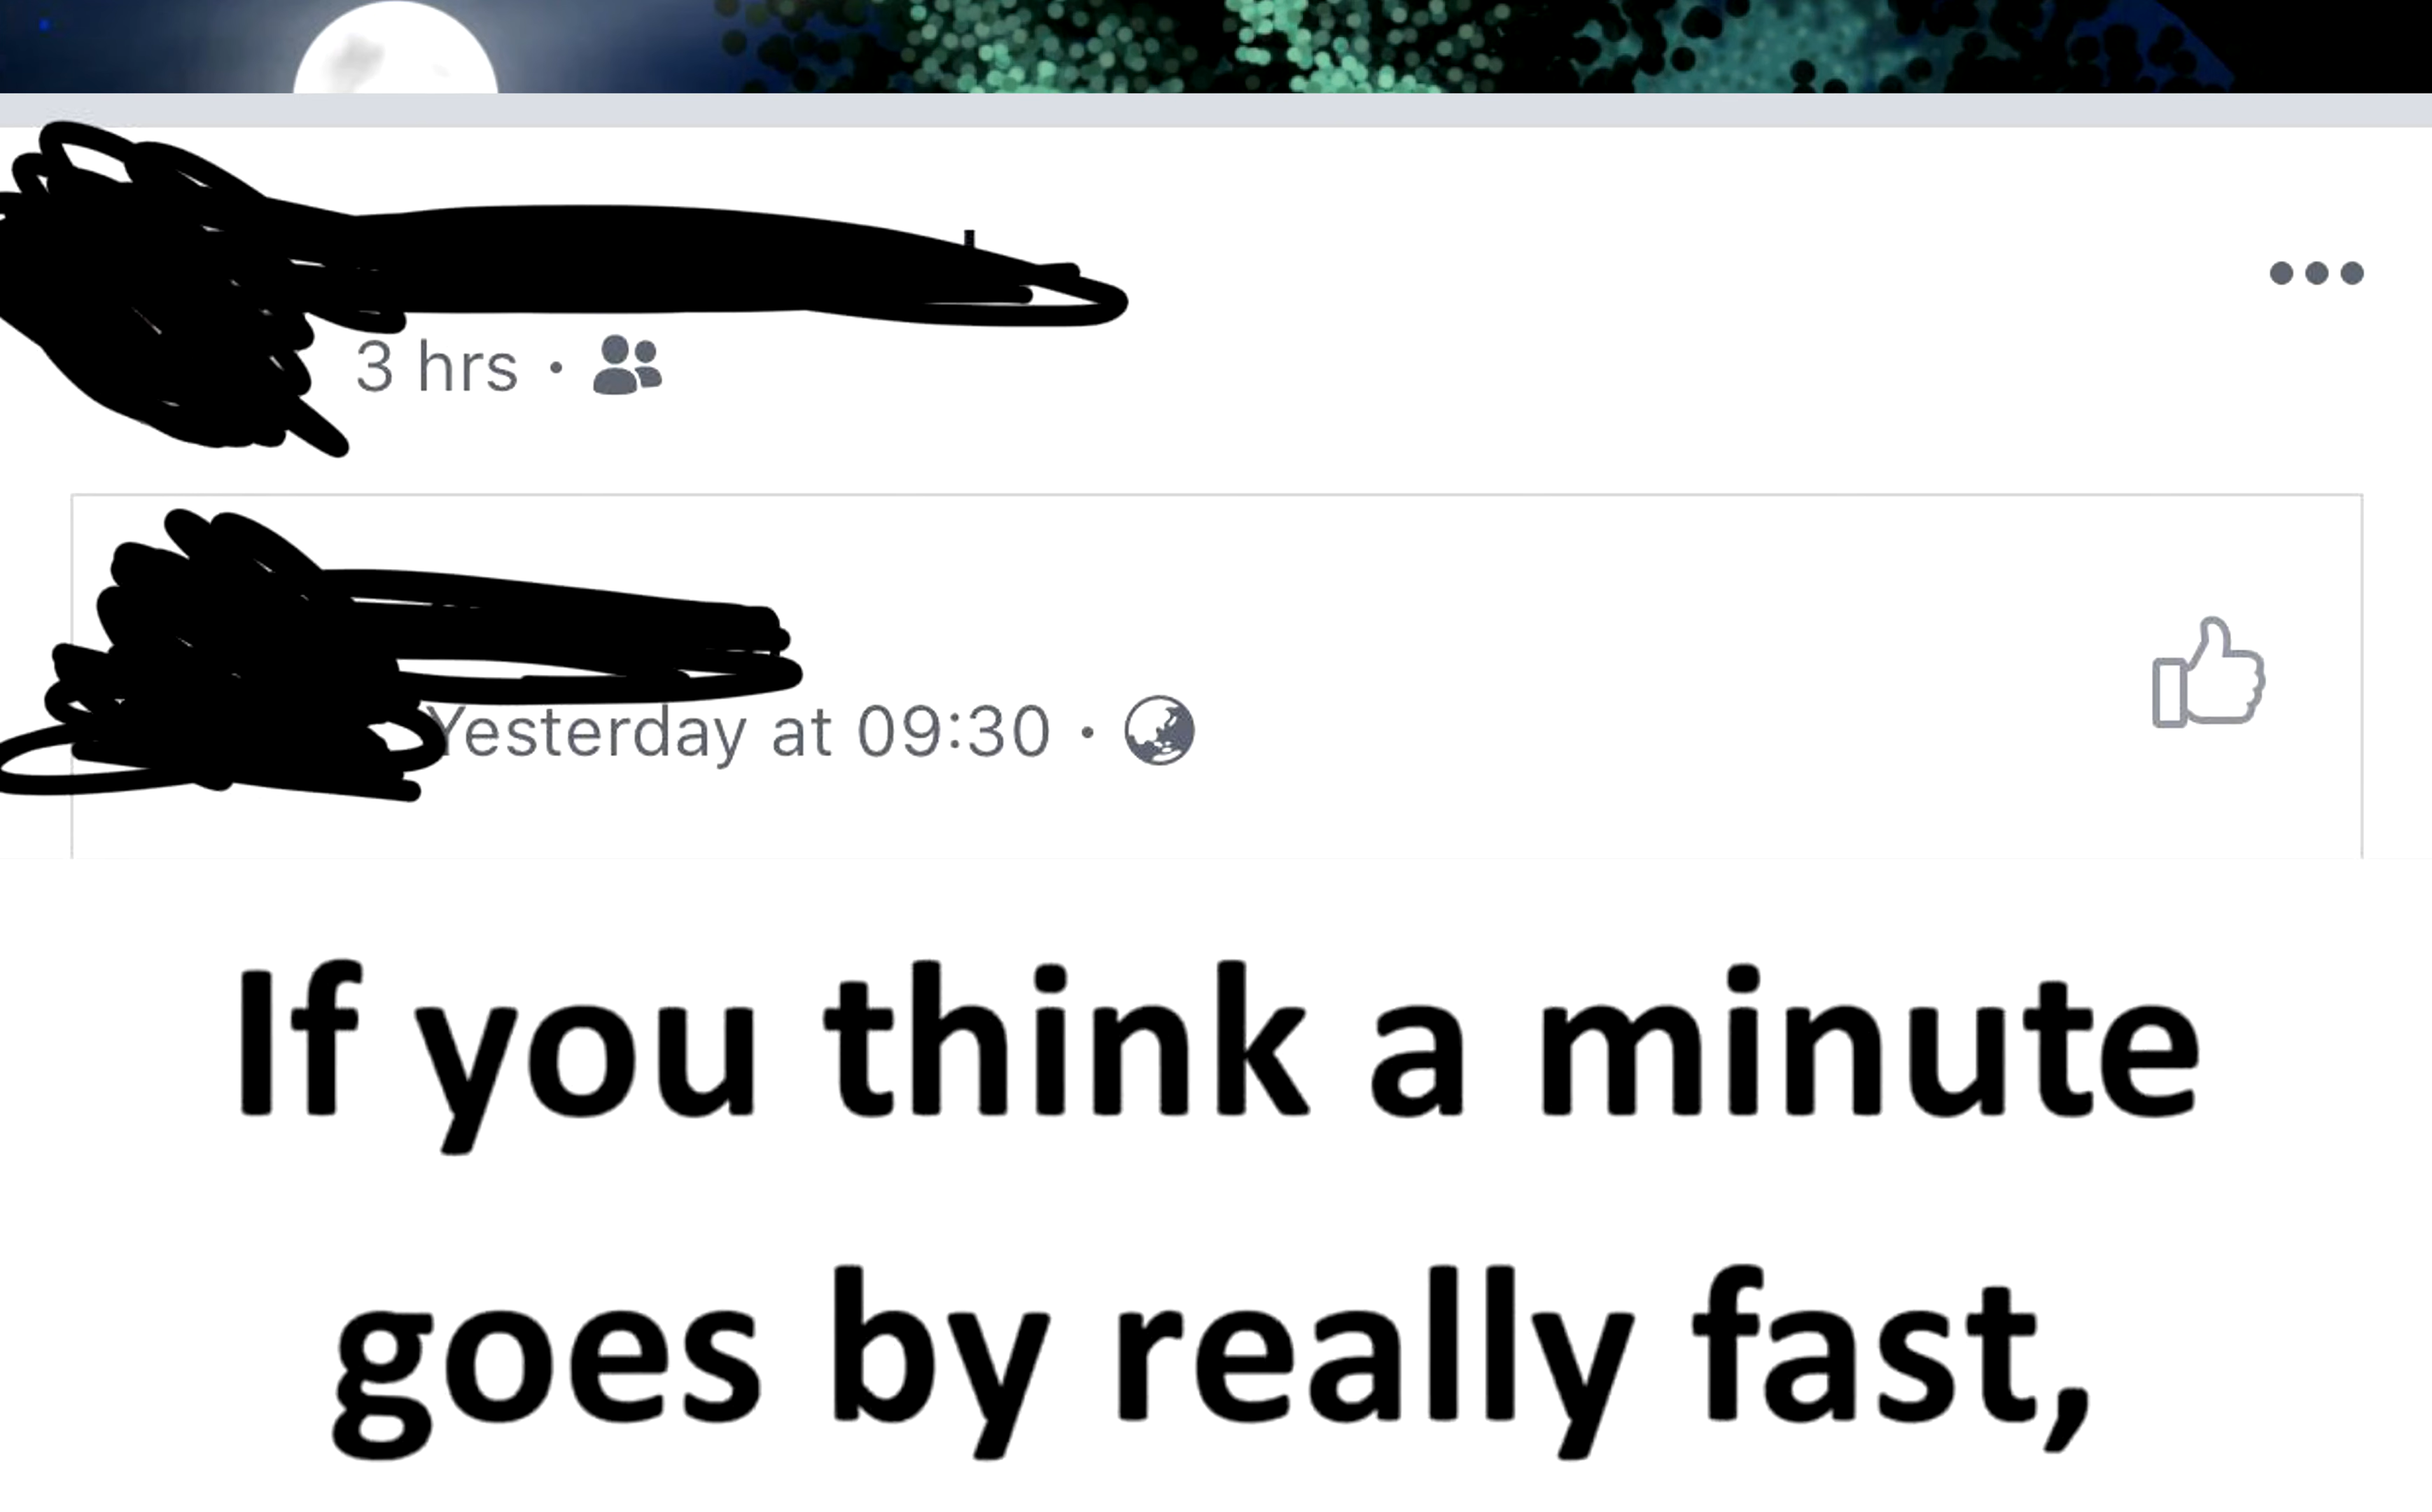 3 hrs ·
Yesterday at 09:30 ·
If you think a minute
goes by really fast,